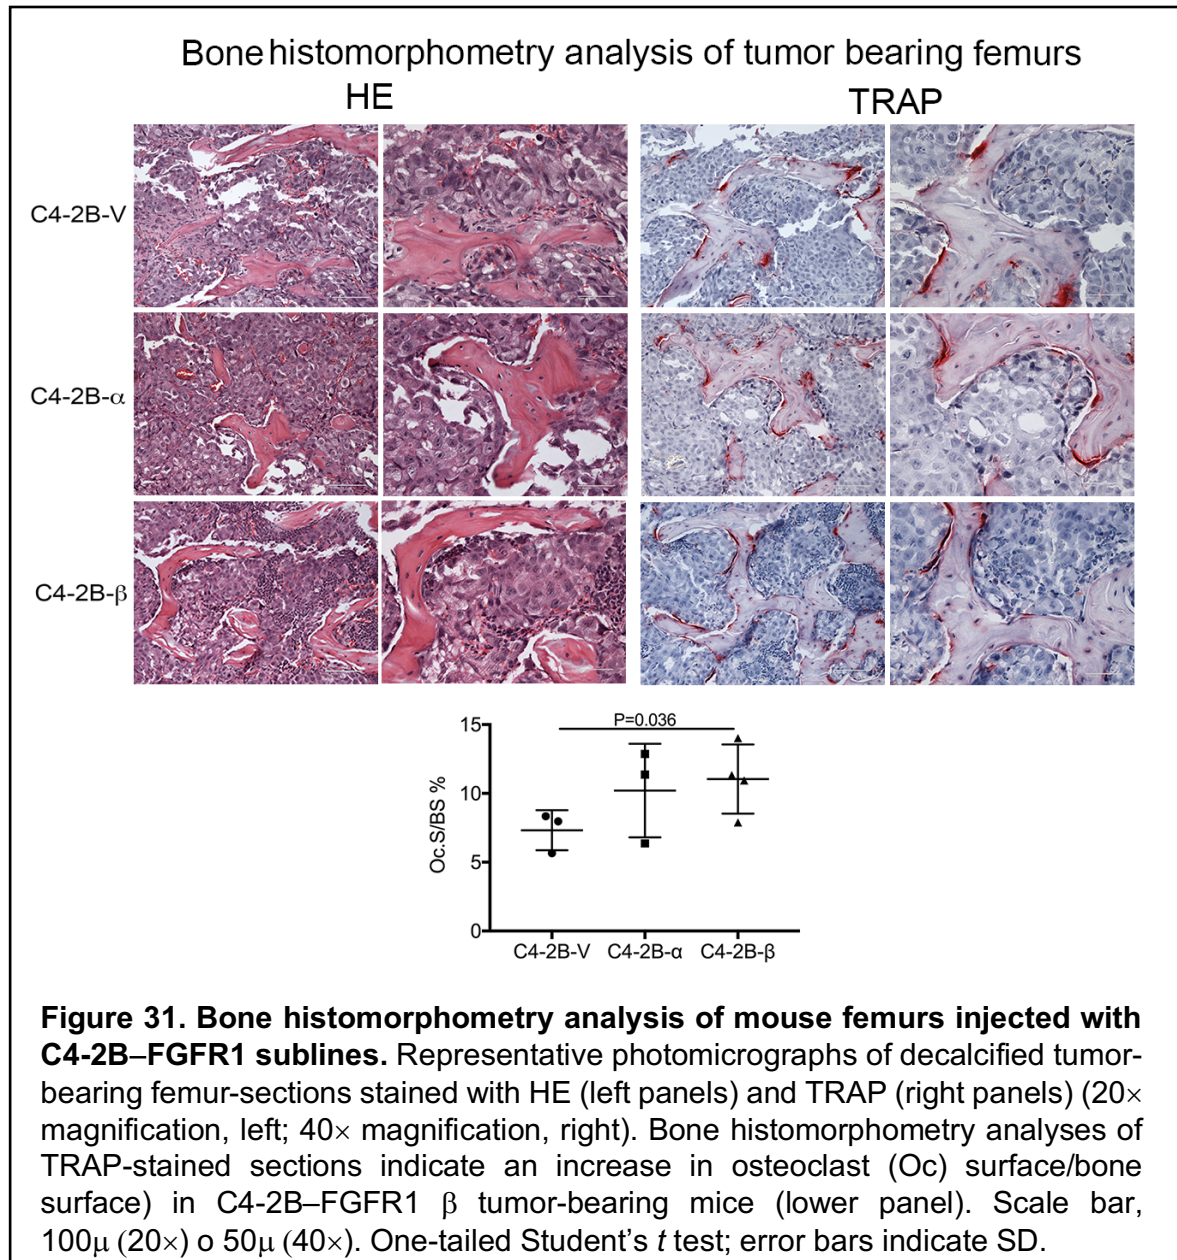 Bone histomorphometry analysis of tumor bearing femurs
HE
TRAP
C4-2B-V
C4-2B-α
C4-2B-β
P=0.036
15
10
5
0
Oc.S/BS %
C4-2B-V C4-2B-α C4-2B-β
Figure 31. Bone histomorphometry analysis of mouse femurs injected with
C4-2B–FGFR1 sublines. Representative photomicrographs of decalcified tumor-
bearing femur-sections stained with HE (left panels) and TRAP (right panels) (20×
magnification, left; 40× magnification, right). Bone histomorphometry analyses of
TRAP-stained sections indicate an increase in osteoclast (Oc) surface/bone
surface) in C4-2B–FGFR1 β tumor-bearing mice (lower panel). Scale bar,
100μ (20×) o 50μ (40×). One-tailed Student’s t test; error bars indicate SD.